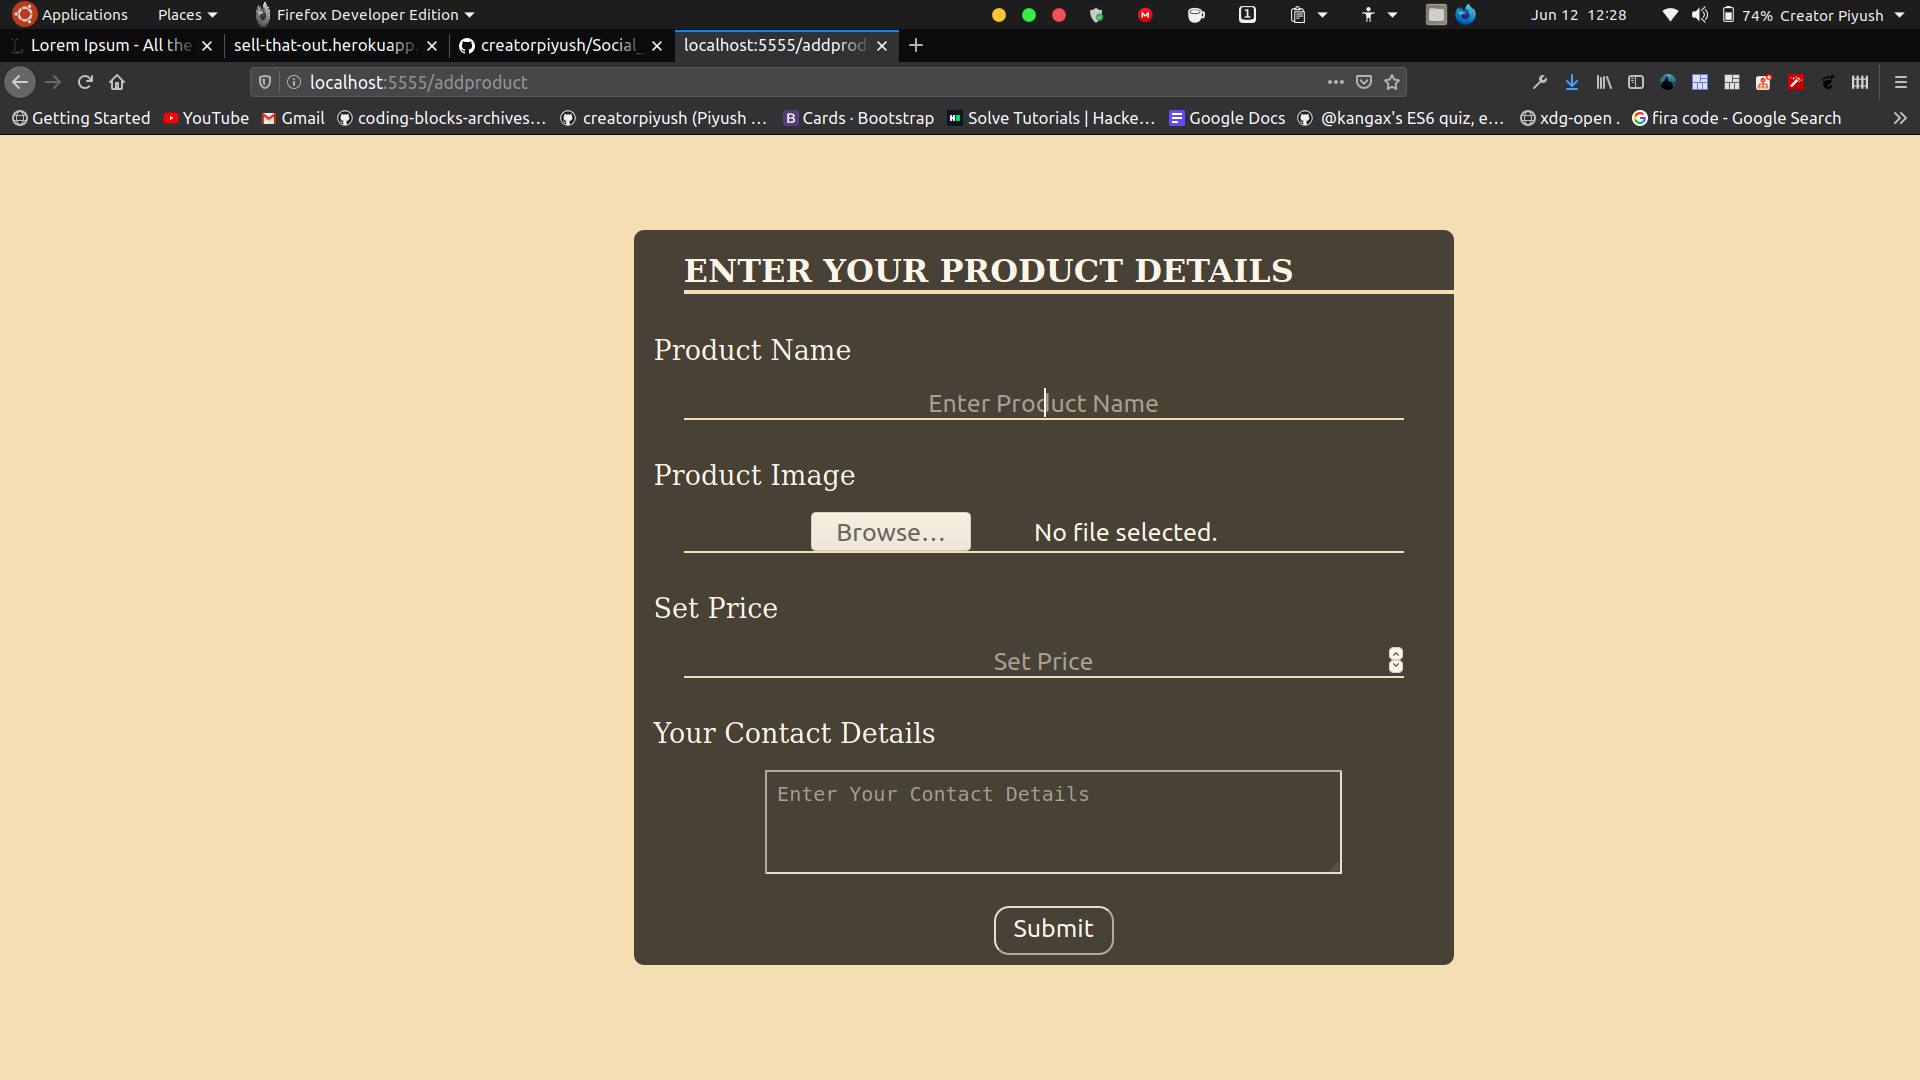 Applications Places Firefox Developer Edition 1 Jun 12 12:28 74% Creator Piyush
Lorem Ipsum - All the sell-that-out.herokuapp. creatorpiyush/Social_ localhost:5555/addprodu
localhost:5555/addproduct
Getting Started YouTube Gmail coding-blocks-archives... creatorpiyush (Piyush ... Cards · Bootstrap Solve Tutorials | Hacke... Google Docs @kangax's ES6 quiz, e... xdg-open . fira code - Google Search
ENTER YOUR PRODUCT DETAILS
Product Name
Enter Product Name
Product Image
Browse... No file selected.
Set Price
Set Price
Your Contact Details
Enter Your Contact Details
Submit